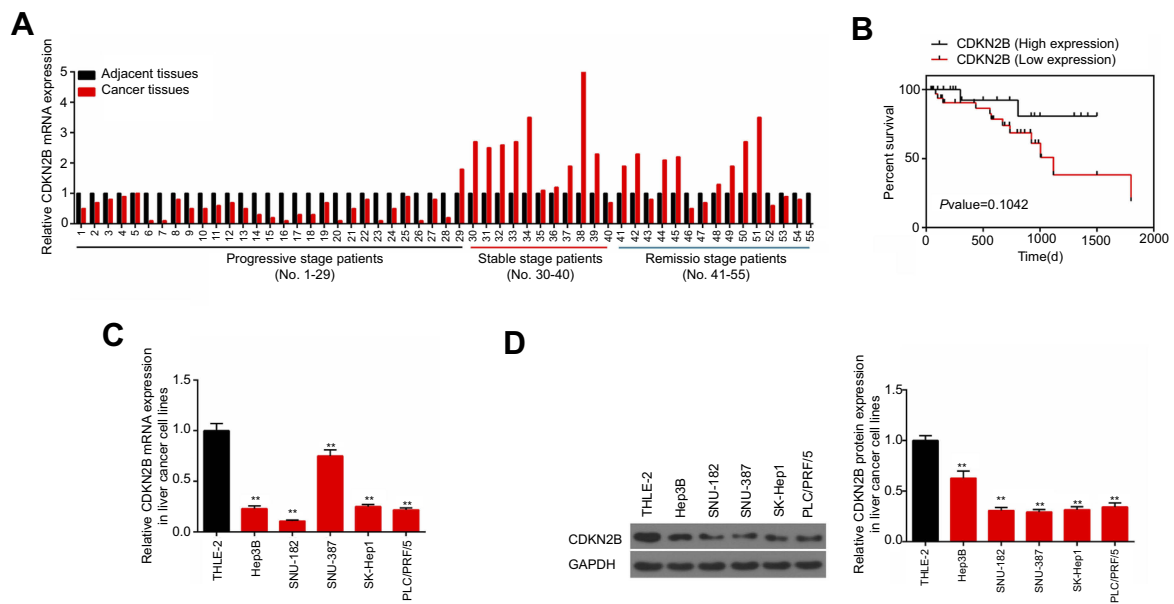 A
Relative CDKN2B mRNA expression
5
4
3
2
1
0
Adjacent tissues
Cancer tissues
1 2 3 4 5 6 7 8 9 10 11 12 13 14 15 16 17 18 19 20 21 22 23 24 25 26 27 28 29 30 31 32 33 34 35 36 37 38 39 40 41 42 43 44 45 46 47 48 49 50 51 52 53 54 55
Progressive stage patients
(No. 1-29)
Stable stage patients
(No. 30-40)
Remissio stage patients
(No. 41-55)
B
CDKN2B (High expression)
CDKN2B (Low expression)
Percent survival
100
50
0
Pvalue=0.1042
0 500 1000 1500 2000
Time(d)
C
Relative CDKN2B mRNA expression
in liver cancer cell lines
1.5
1.0
0.5
0.0
** ** ** ** **
THLE-2 Hep3B SNU-182 SNU-387 SK-Hep1 PLC/PRF/5
D
THLE-2 Hep3B SNU-182 SNU-387 SK-Hep1 PLC/PRF/5
CDKN2B
GAPDH
Relative CDKN2B protein expression
in liver cancer cell lines
1.5
1.0
0.5
0.0
** ** ** ** **
THLE-2 Hep3B SNU-182 SNU-387 SK-Hep1 PLC/PRF/5